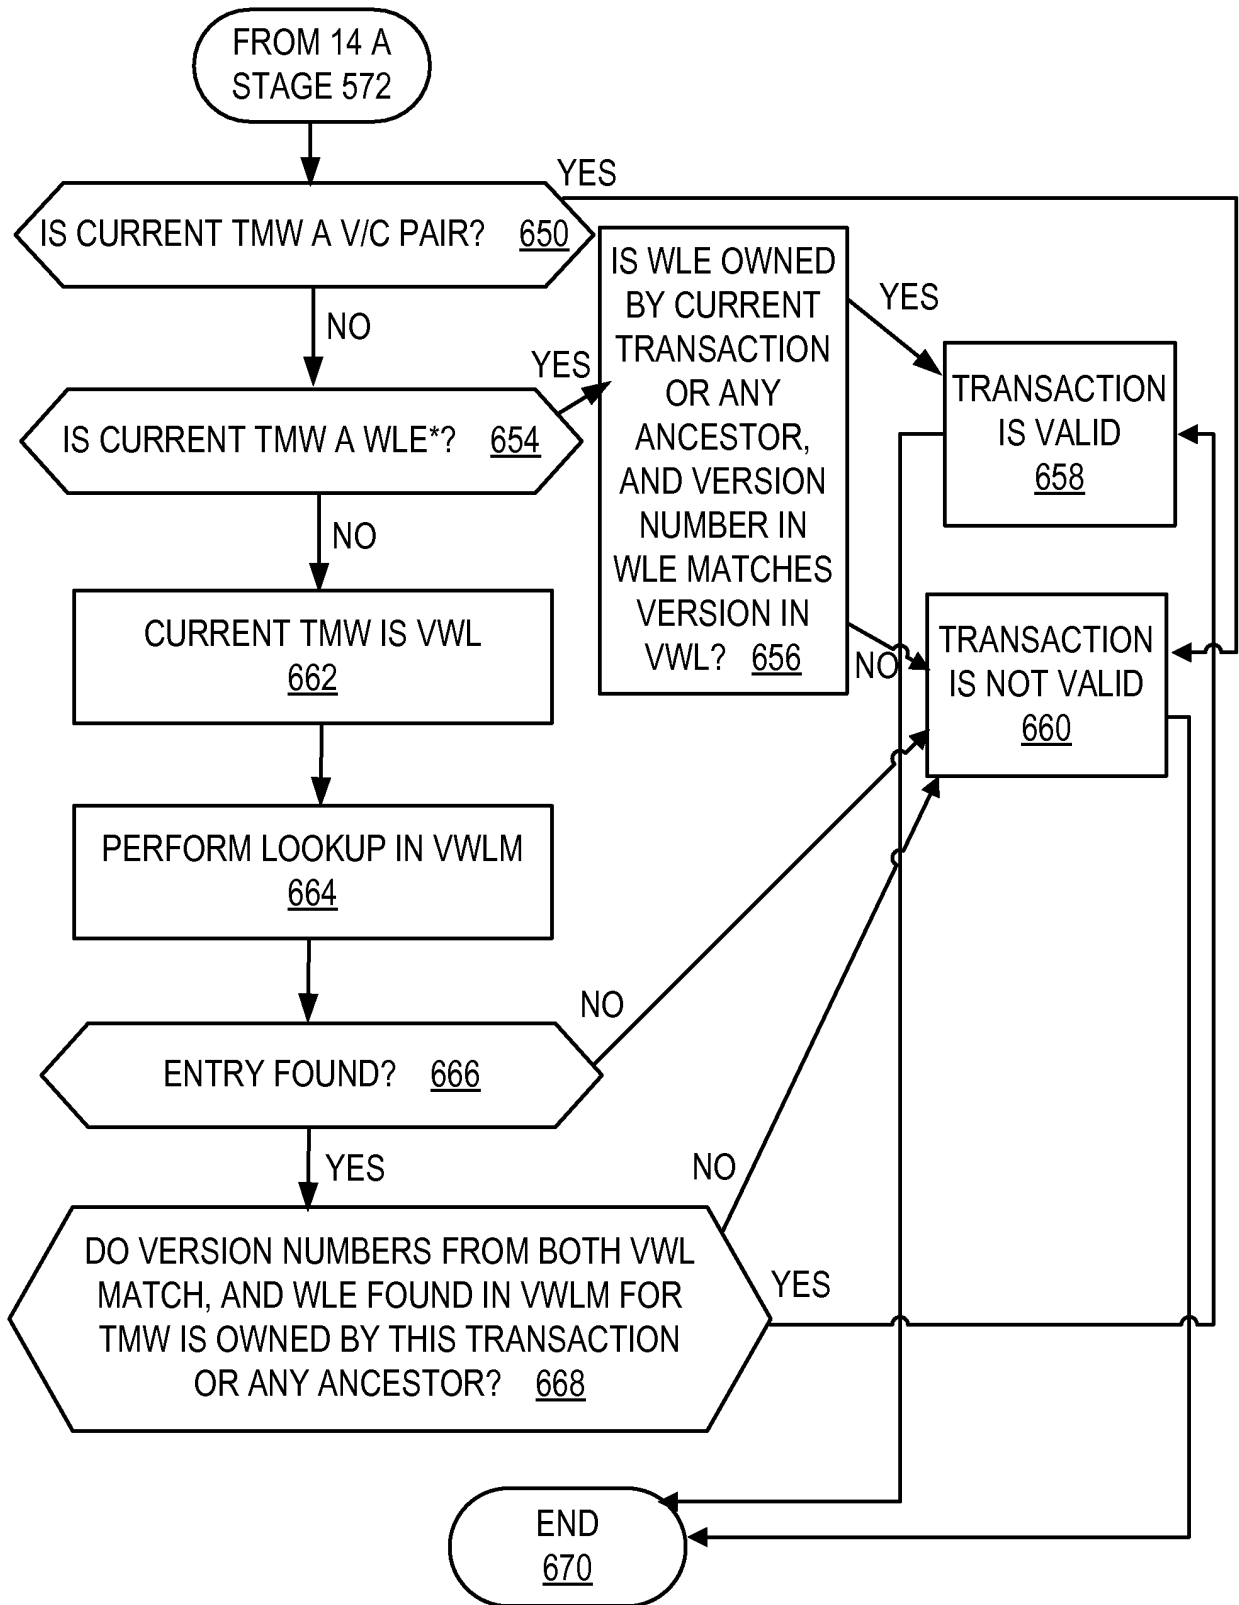 FROM 14 A
STAGE 572
YES
IS CURRENT TMW A V/C PAIR? 650
NO
IS WLE OWNED
BY CURRENT
TRANSACTION
OR ANY
ANCESTOR,
AND VERSION
NUMBER IN
WLE MATCHES
VERSION IN
VWL? 656
YES
TRANSACTION
IS VALID
658
YES
IS CURRENT TMW A WLE*? 654
NO
NO
TRANSACTION
IS NOT VALID
660
CURRENT TMW IS VWL
662
PERFORM LOOKUP IN VWLM
664
NO
ENTRY FOUND? 666
YES
NO
DO VERSION NUMBERS FROM BOTH VWL
MATCH, AND WLE FOUND IN VWLM FOR
TMW IS OWNED BY THIS TRANSACTION
OR ANY ANCESTOR? 668
YES
END
670